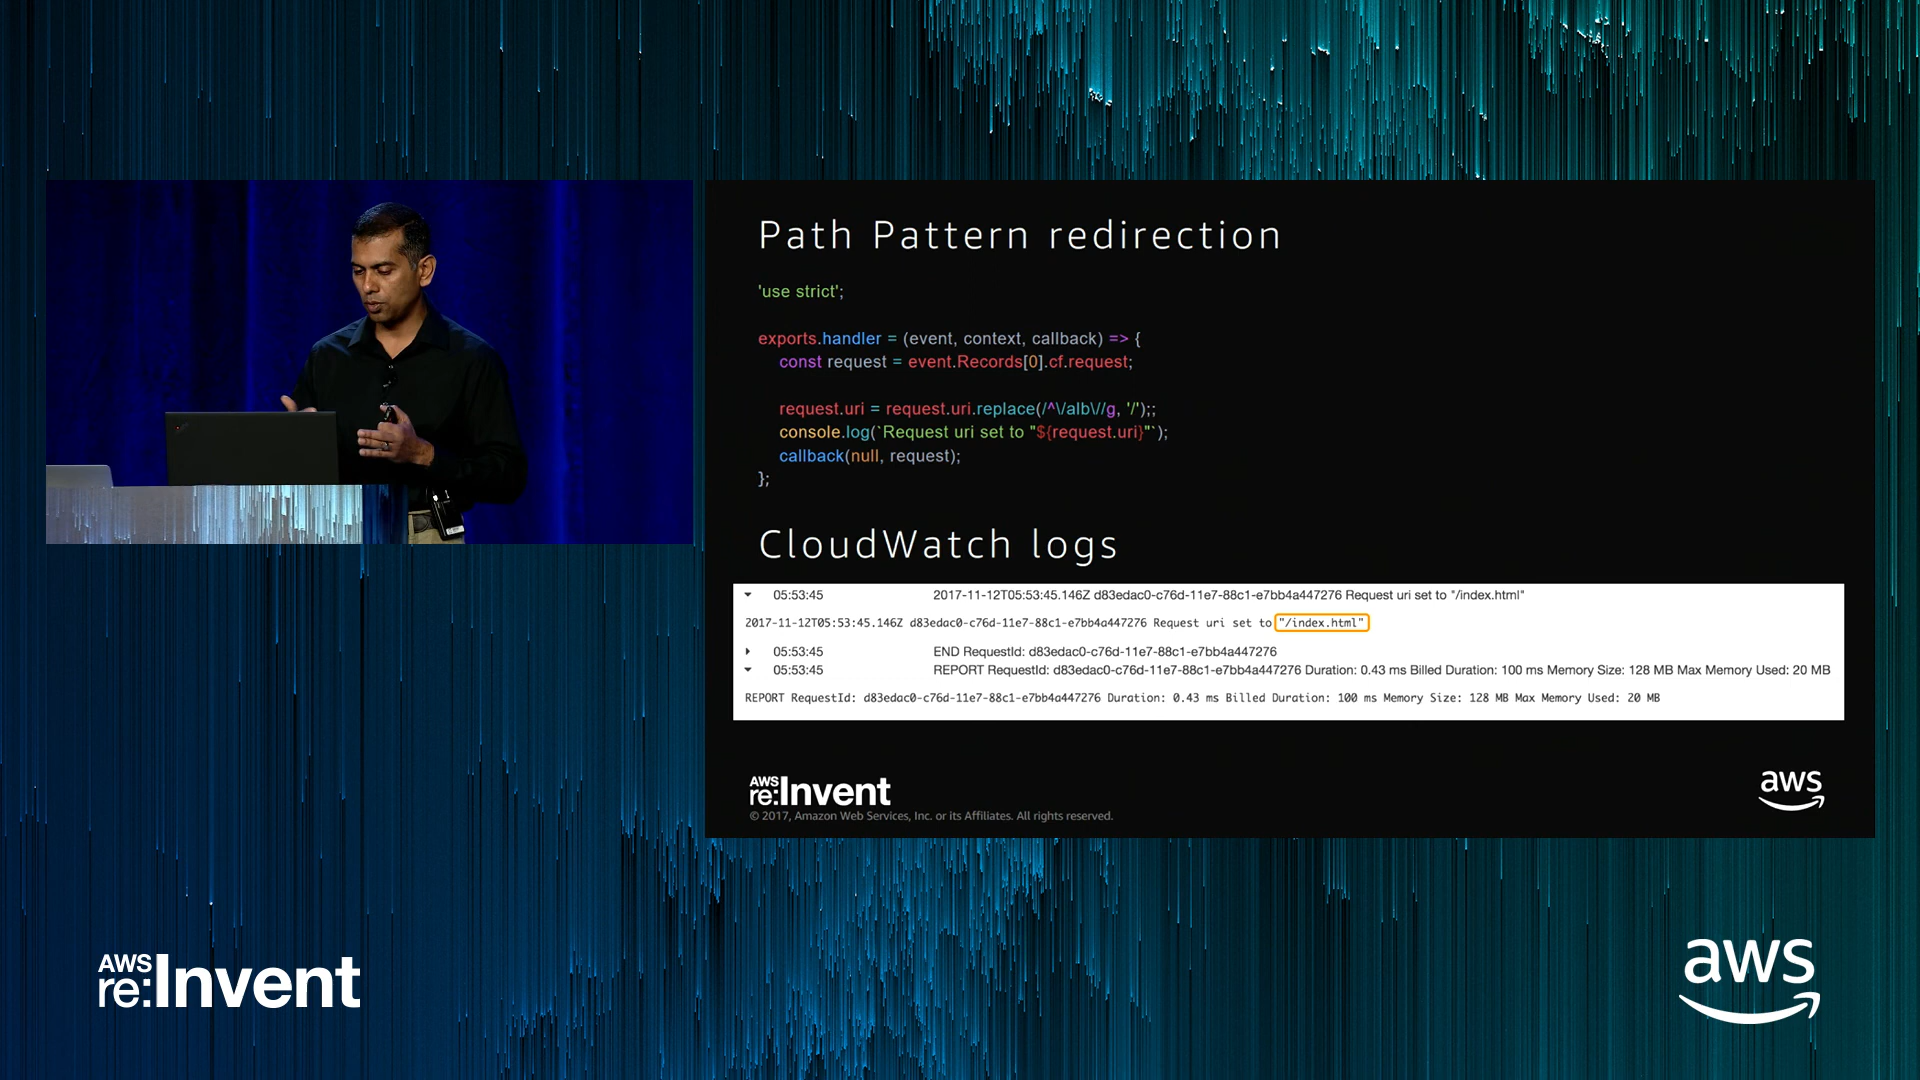 Path Pattern redirection
'use strict';
exports.handler = (event, context, callback) => {
const request = event.Records[0].cf.request;
request.uri = request.uri.replace(/^\/alb\//g, '/');;
console.log(`Request uri set to "${request.uri}"`);
callback(null, request);
};
CloudWatch logs
05:53:45 2017-11-12T05:53:45.146Z d83edac0-c76d-11e7-88c1-e7bb4a447276 Request uri set to "/index.html"
2017-11-12T05:53:45.146Z d83edac0-c76d-11e7-88c1-e7bb4a447276 Request uri set to "/index.html"
05:53:45 END RequestId: d83edac0-c76d-11e7-88c1-e7bb4a447276
05:53:45 REPORT RequestId: d83edac0-c76d-11e7-88c1-e7bb4a447276 Duration: 0.43 ms Billed Duration: 100 ms Memory Size: 128 MB Max Memory Used: 20 MB
REPORT RequestId: d83edac0-c76d-11e7-88c1-e7bb4a447276 Duration: 0.43 ms Billed Duration: 100 ms Memory Size: 128 MB Max Memory Used: 20 MB
AWS
re:Invent
aws
© 2017, Amazon Web Services, Inc. or its Affiliates. All rights reserved.
AWS
re:Invent
aws